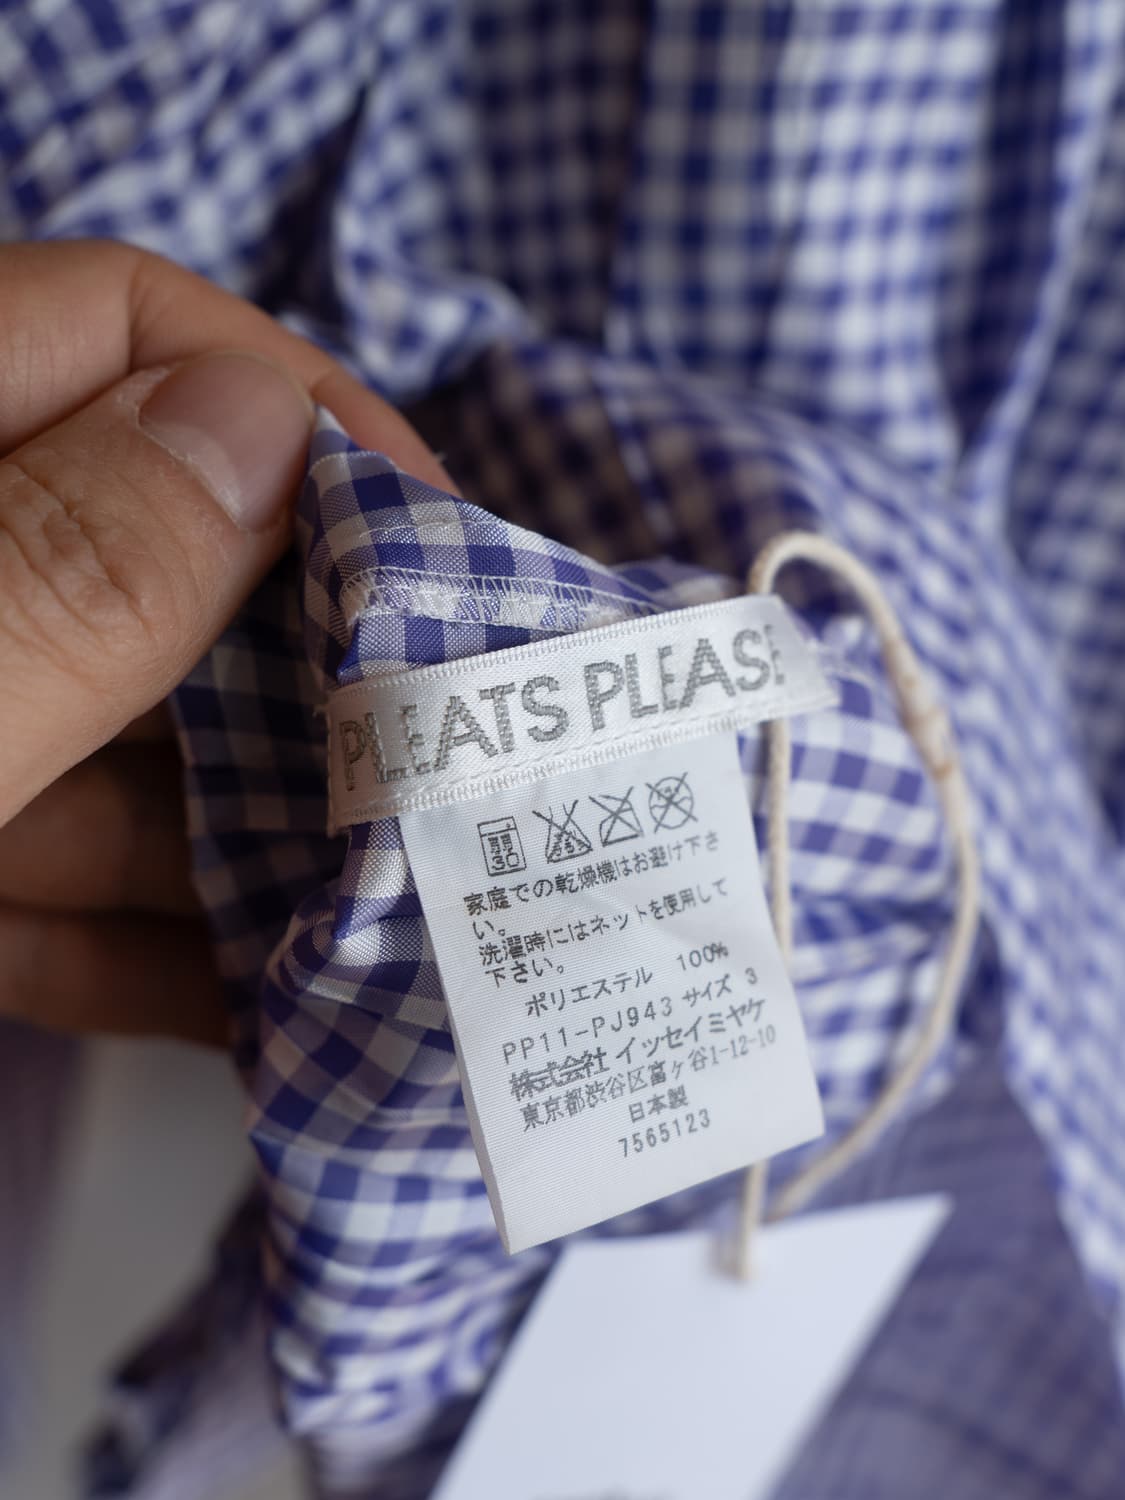 PLEATS PLEASE
弱
30
家庭での乾燥機はお避け下さ
い。
洗濯時にはネットを使用して
下さい。
ポリエステル 100%
PP11-PJ943 サイズ 3
株式会社 イッセイミヤケ
東京都渋谷区富ヶ谷1-12-10
日本製
7565123